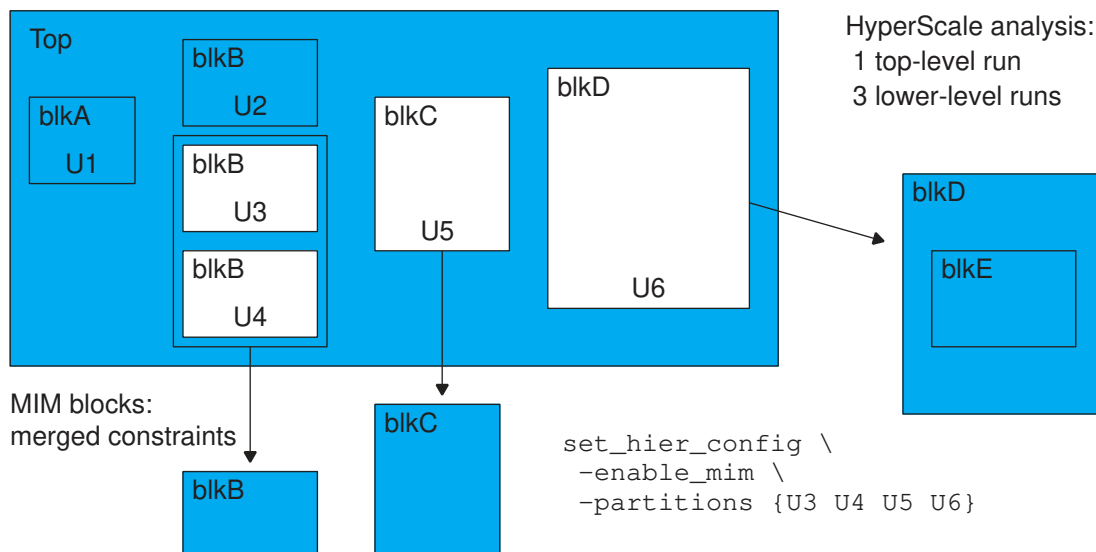 Top
blkA
U1
blkB
U2
blkB
U3
blkB
U4
blkC
U5
blkD
U6
HyperScale analysis:
1 top-level run
3 lower-level runs
blkD
blkE
MIM blocks:
merged constraints
blkB
blkC
set_hier_config \
-enable_mim \
-partitions {U3 U4 U5 U6}